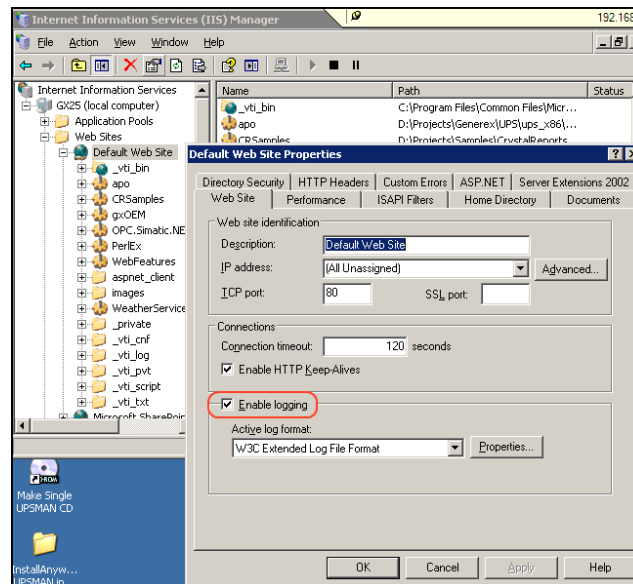 Internet Information Services (IIS) Manager
192.168
File Action View Window Help
Internet Information Services
GX25 (local computer)
Application Pools
Web Sites
Default Web Site
_vti_bin
apo
CRSamples
gxOEM
OPC.Simatic.NE
PerlEx
WebFeatures
aspnet_client
images
WeatherService
_private
_vti_cnf
_vti_log
_vti_pvt
_vti_script
_vti_txt
Microsoft SharePoin
Name Path Status
_vti_bin C:\Program Files\Common Files\Micr...
apo D:\Projects\Generex\UPS\ups_x86\...
CRSamples D:\Projects\Samples\CrystalReports
Default Web Site Properties
Directory Security HTTP Headers Custom Errors ASP.NET Server Extensions 2002
Web Site Performance ISAPI Filters Home Directory Documents
Web site identification
Description: Default Web Site
IP address: (All Unassigned) Advanced...
TCP port: 80 SSL port:
Connections
Connection timeout: 120 seconds
Enable HTTP Keep-Alives
Enable logging
Active log format:
W3C Extended Log File Format Properties...
OK Cancel Apply Help
Make Single
UPSMAN CD
InstallAnyw...
UPSMAN in